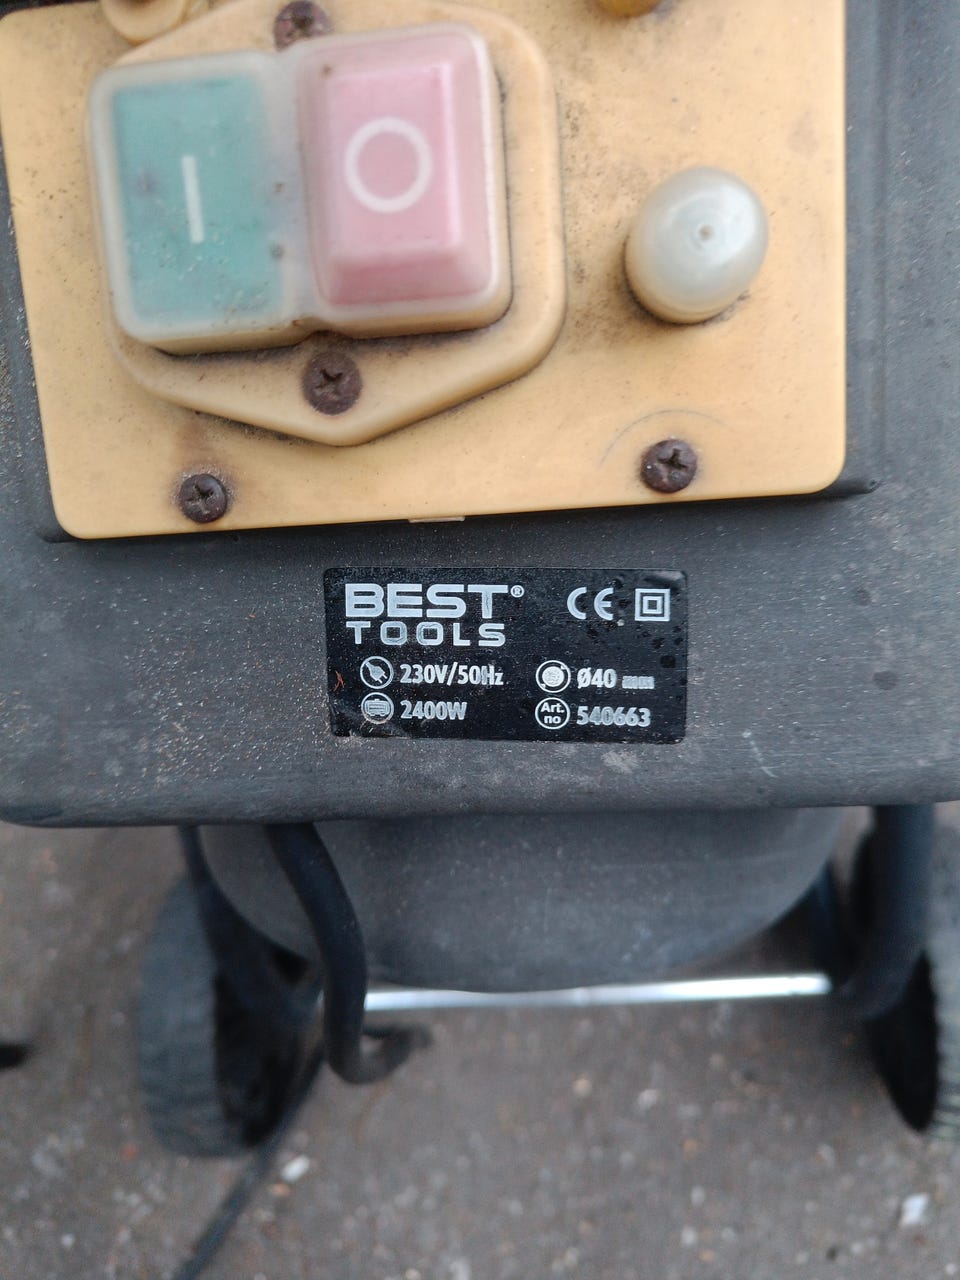 I O
BEST® CE
TOOLS
230V/50Hz Ø40 mm
2400W Art. no 540663